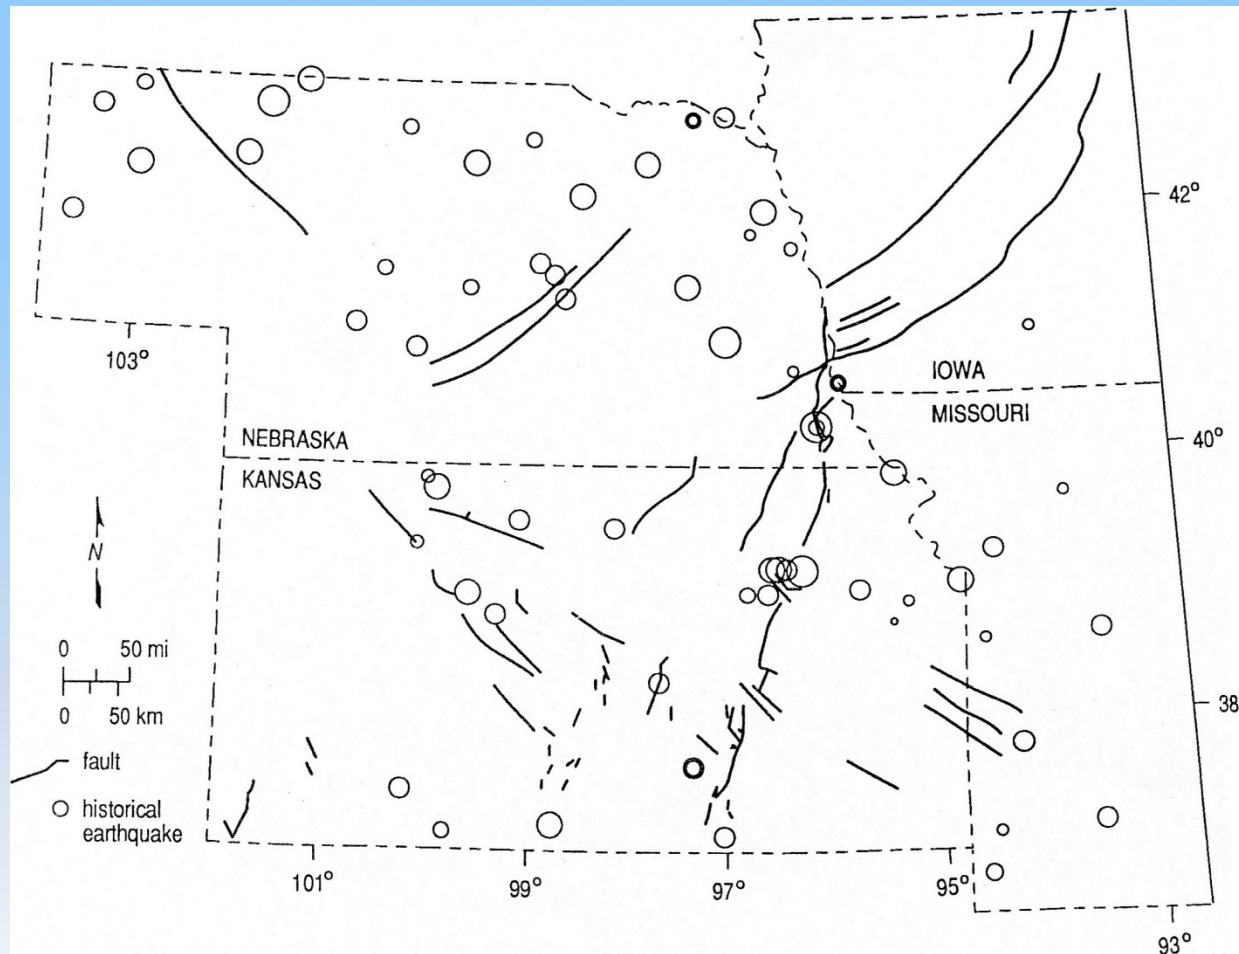 42°
103°
IOWA
MISSOURI
NEBRASKA
40°
KANSAS
N
0 50 mi
0 50 km
38
fault
historical
earthquake
101°
99°
97°
95°
93°